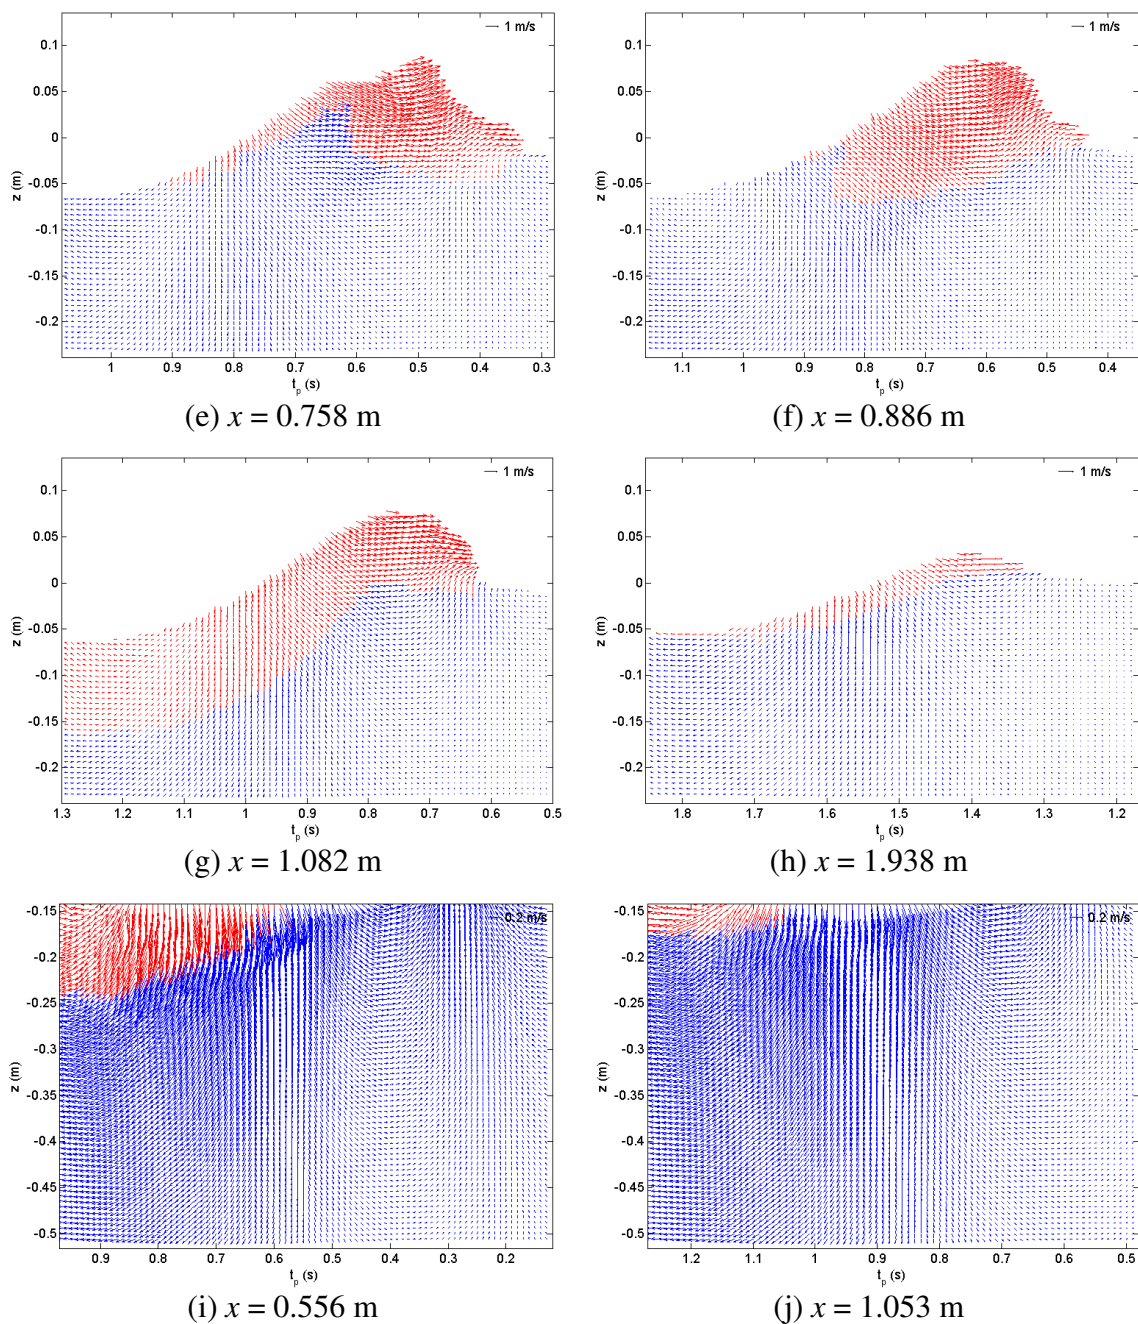 1 m/s
0.1
0.05
0
-0.05
-0.1
-0.15
-0.2
z (m)
1 0.9 0.8 0.7 0.6 0.5 0.4 0.3
t_p (s)
(e) x = 0.758 m
1 m/s
0.1
0.05
0
-0.05
-0.1
-0.15
-0.2
z (m)
1.1 1 0.9 0.8 0.7 0.6 0.5 0.4
t_p (s)
(f) x = 0.886 m
1 m/s
0.1
0.05
0
-0.05
-0.1
-0.15
-0.2
z (m)
1.3 1.2 1.1 1 0.9 0.8 0.7 0.6 0.5
t_p (s)
(g) x = 1.082 m
1 m/s
0.1
0.05
0
-0.05
-0.1
-0.15
-0.2
z (m)
1.8 1.7 1.6 1.5 1.4 1.3 1.2
t_p (s)
(h) x = 1.938 m
0.2 m/s
-0.15
-0.2
-0.25
-0.3
-0.35
-0.4
-0.45
-0.5
z (m)
0.9 0.8 0.7 0.6 0.5 0.4 0.3 0.2
t_p (s)
(i) x = 0.556 m
0.2 m/s
-0.15
-0.2
-0.25
-0.3
-0.35
-0.4
-0.45
-0.5
z (m)
1.2 1.1 1 0.9 0.8 0.7 0.6 0.5
t_p (s)
(j) x = 1.053 m